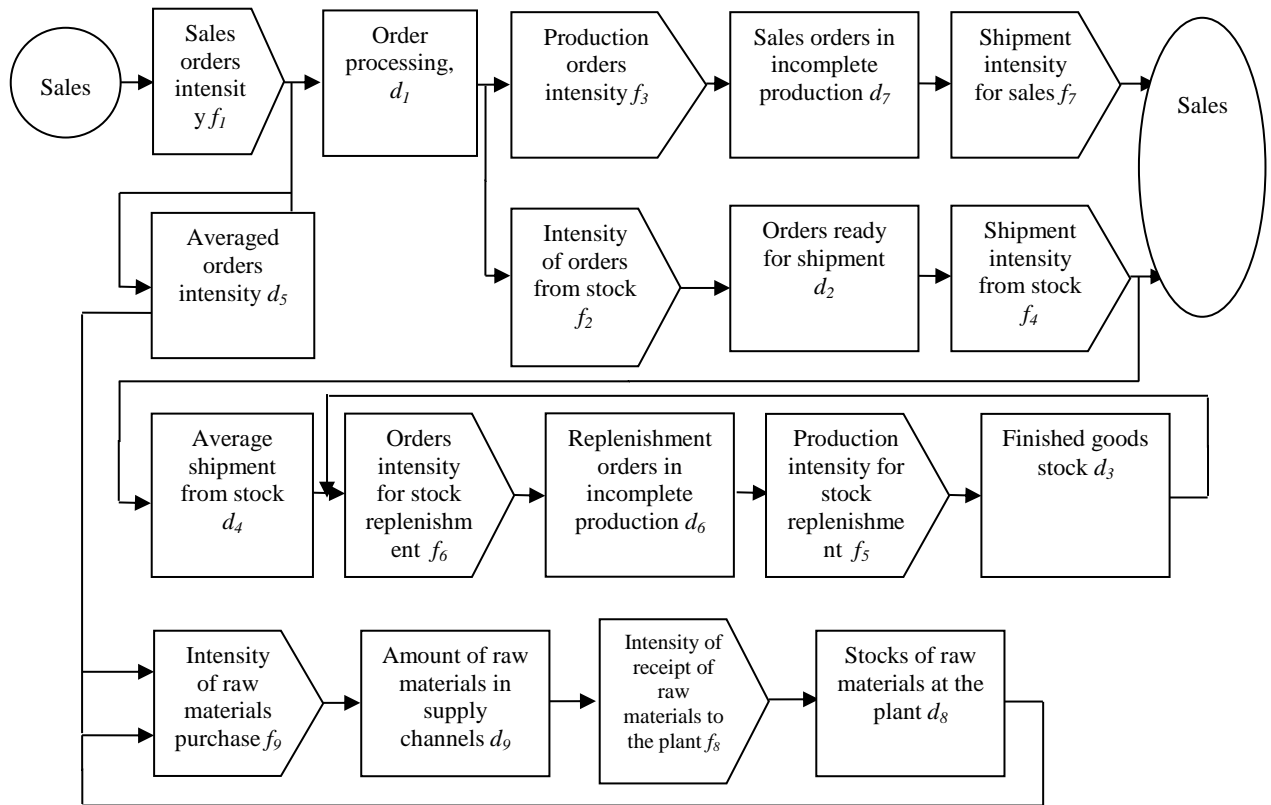 Sales
Sales
orders
intensit
y f1
Order
processing,
d1
Production
orders
intensity f3
Sales orders in
incomplete
production d7
Shipment
intensity
for sales f7
Sales
Averaged
orders
intensity d5
Intensity
of orders
from stock
f2
Orders ready
for shipment
d2
Shipment
intensity
from stock
f4
Average
shipment
from stock
d4
Orders
intensity
for stock
replenishm
ent f6
Replenishment
orders in
incomplete
production d6
Production
intensity for
stock
replenishme
nt f5
Finished goods
stock d3
Intensity
of raw
materials
purchase f9
Amount of raw
materials in
supply
channels d9
Intensity of
receipt of
raw
materials to
the plant f8
Stocks of raw
materials at the
plant d8